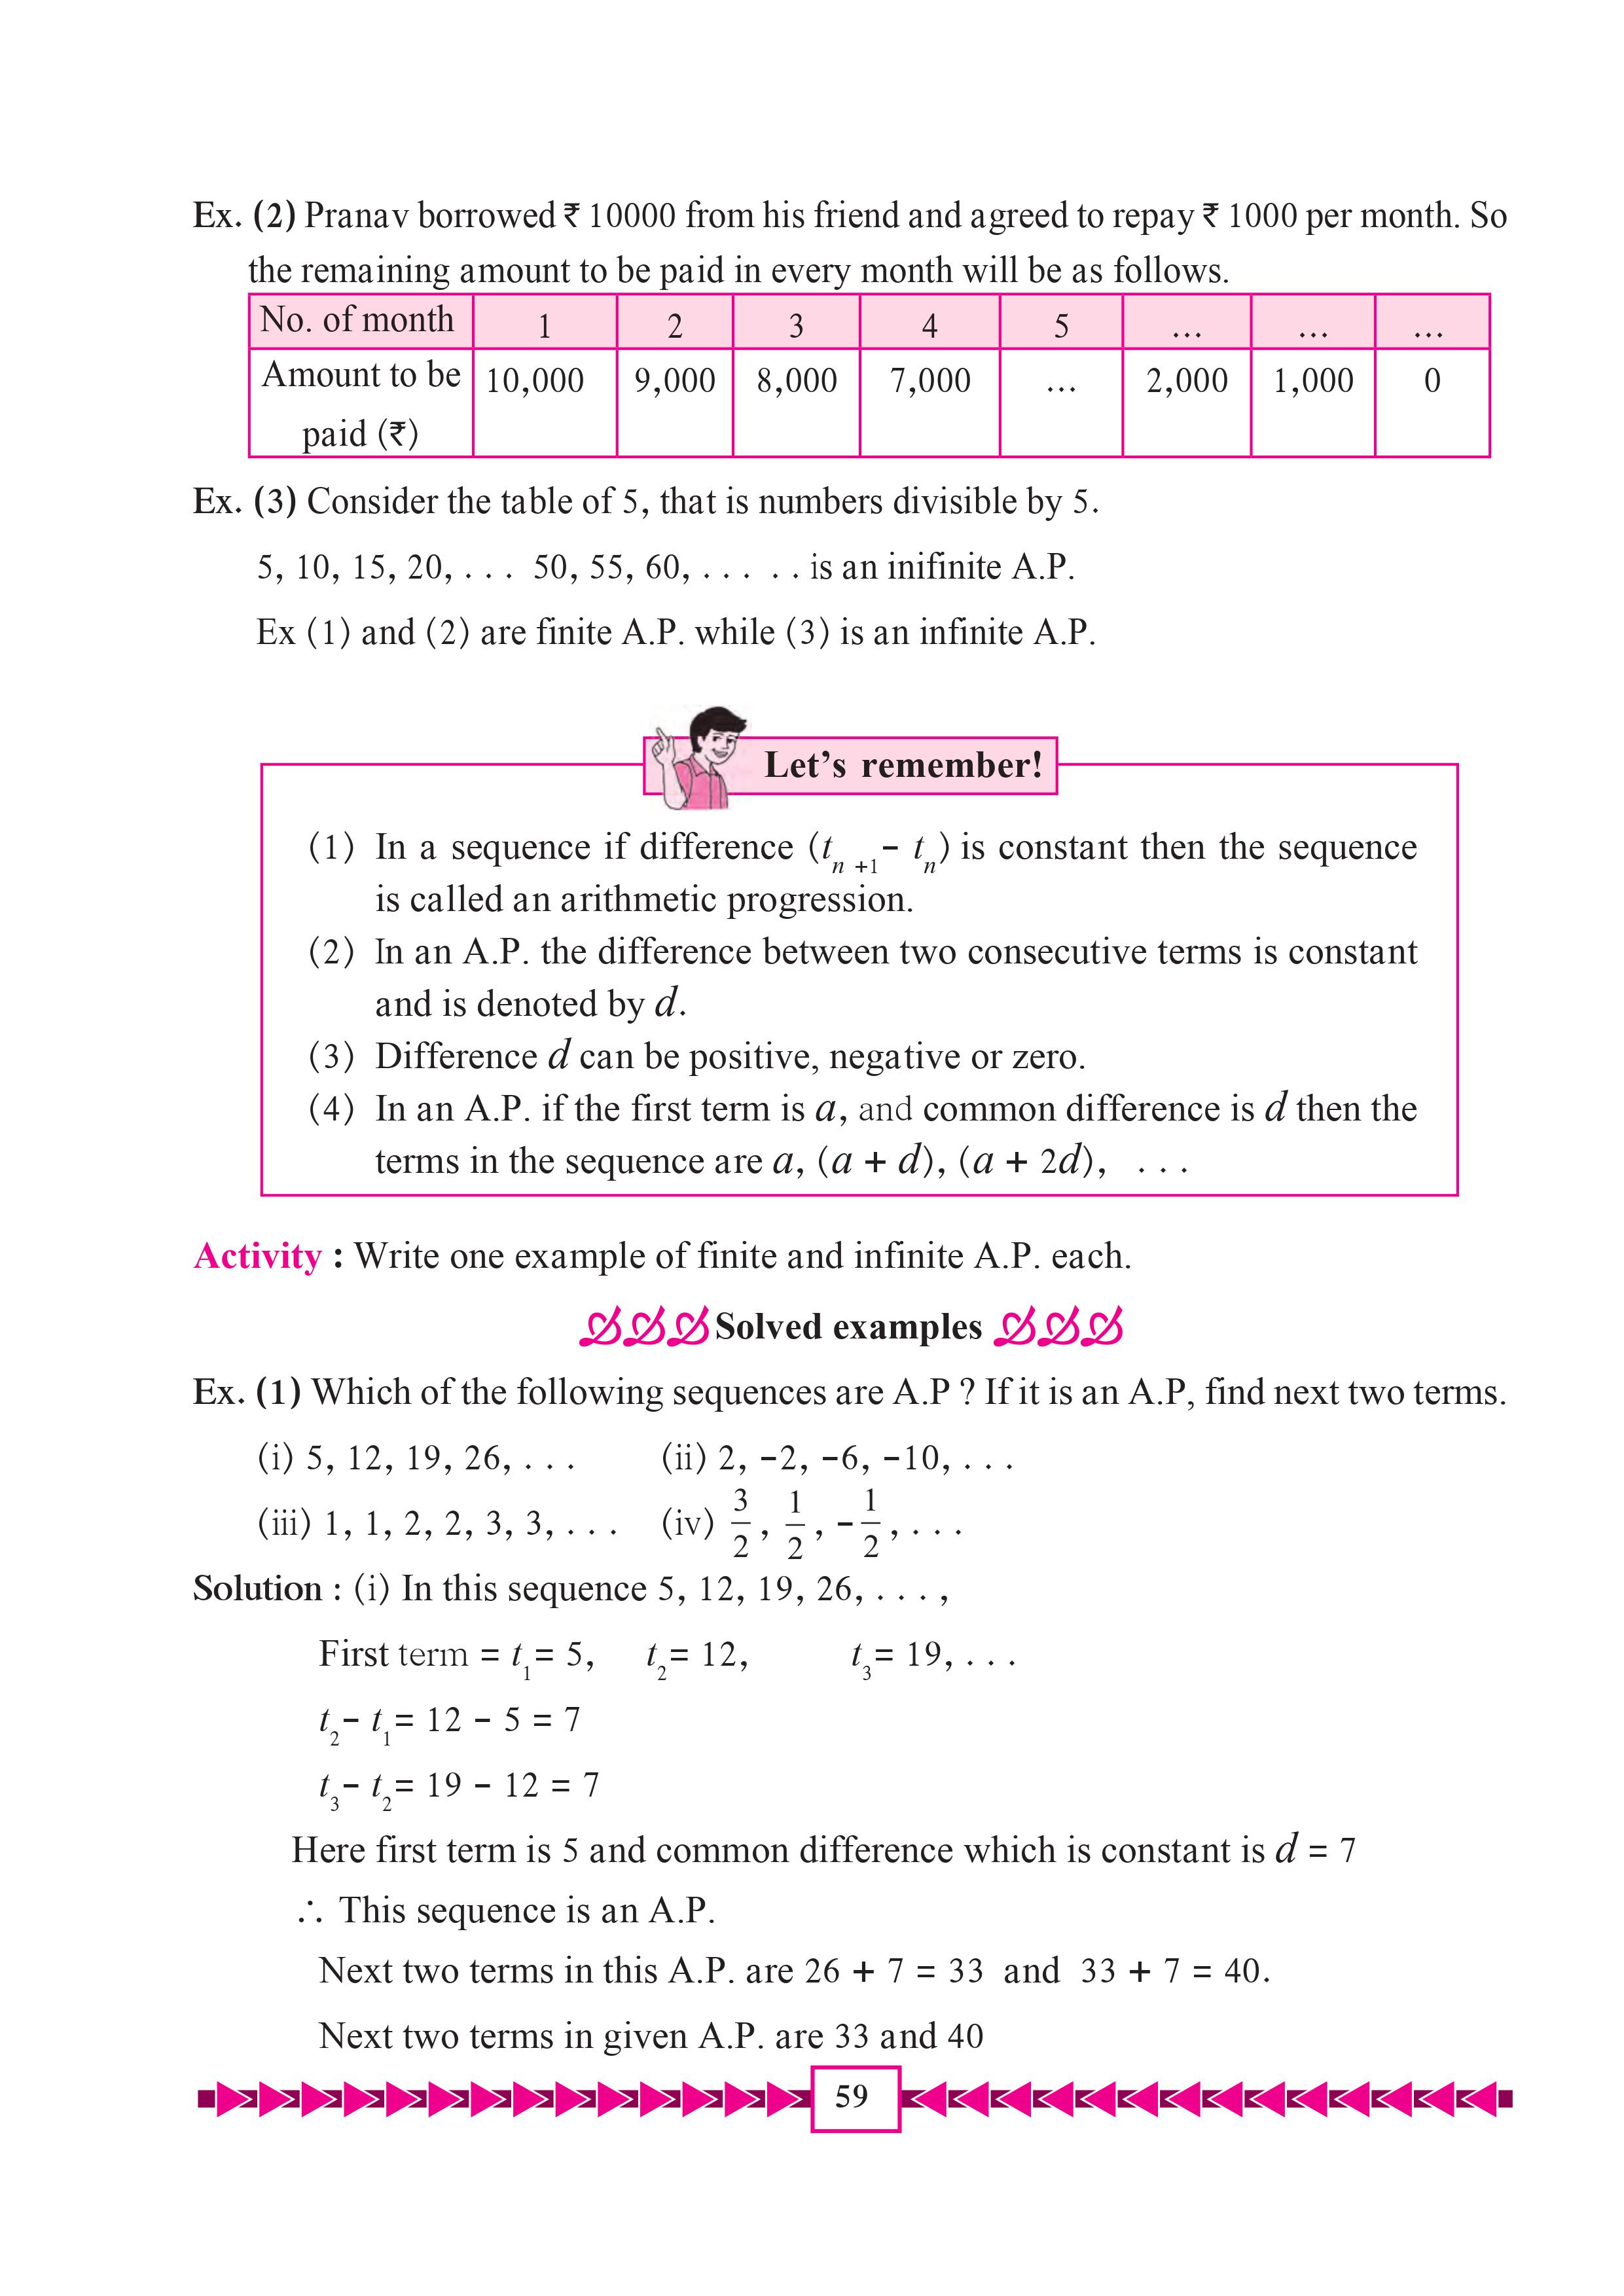 Ex. (2) Pranav borrowed ₹ 10000 from his friend and agreed to repay ₹ 1000 per month. So
the remaining amount to be paid in every month will be as follows.
No. of month 1 2 3 4 5 ... ... ...
Amount to be paid (₹) 10,000 9,000 8,000 7,000 ... 2,000 1,000 0
Ex. (3) Consider the table of 5, that is numbers divisible by 5.
5, 10, 15, 20, . . . 50, 55, 60, . . . . . is an inifinite A.P.
Ex (1) and (2) are finite A.P. while (3) is an infinite A.P.
Let's remember!
(1) In a sequence if difference (tₙ ₊₁− tₙ) is constant then the sequence
is called an arithmetic progression.
(2) In an A.P. the difference between two consecutive terms is constant
and is denoted by d.
(3) Difference d can be positive, negative or zero.
(4) In an A.P. if the first term is a, and common difference is d then the
terms in the sequence are a, (a + d), (a + 2d), . . .
Activity : Write one example of finite and infinite A.P. each.
Solved examples
Ex. (1) Which of the following sequences are A.P ? If it is an A.P, find next two terms.
(i) 5, 12, 19, 26, . . . (ii) 2, −2, −6, −10, . . .
(iii) 1, 1, 2, 2, 3, 3, . . . (iv) 3/2, 1/2, −1/2, . . .
Solution : (i) In this sequence 5, 12, 19, 26, . . . ,
First term = t₁= 5, t₂= 12, t₃= 19, . . .
t₂− t₁= 12 − 5 = 7
t₃− t₂= 19 − 12 = 7
Here first term is 5 and common difference which is constant is d = 7
∴ This sequence is an A.P.
Next two terms in this A.P. are 26 + 7 = 33 and 33 + 7 = 40.
Next two terms in given A.P. are 33 and 40
59